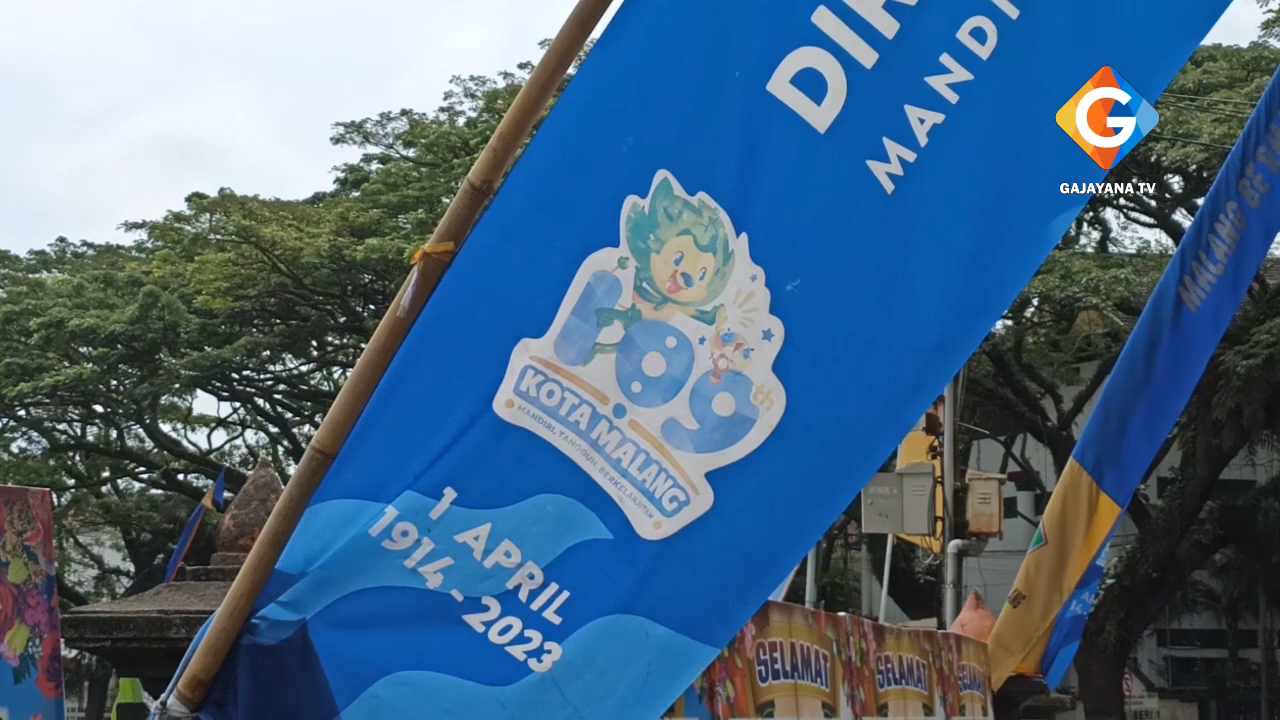 DIR
MANDI
G
GAJAYANA TV
MALANG BE
109th
KOTA MALANG
MANDIRI, TANGGUH, BERKELANJUTAN
1 APRIL
1914-2023
SELAMAT
SELAMAT
SELAMAT